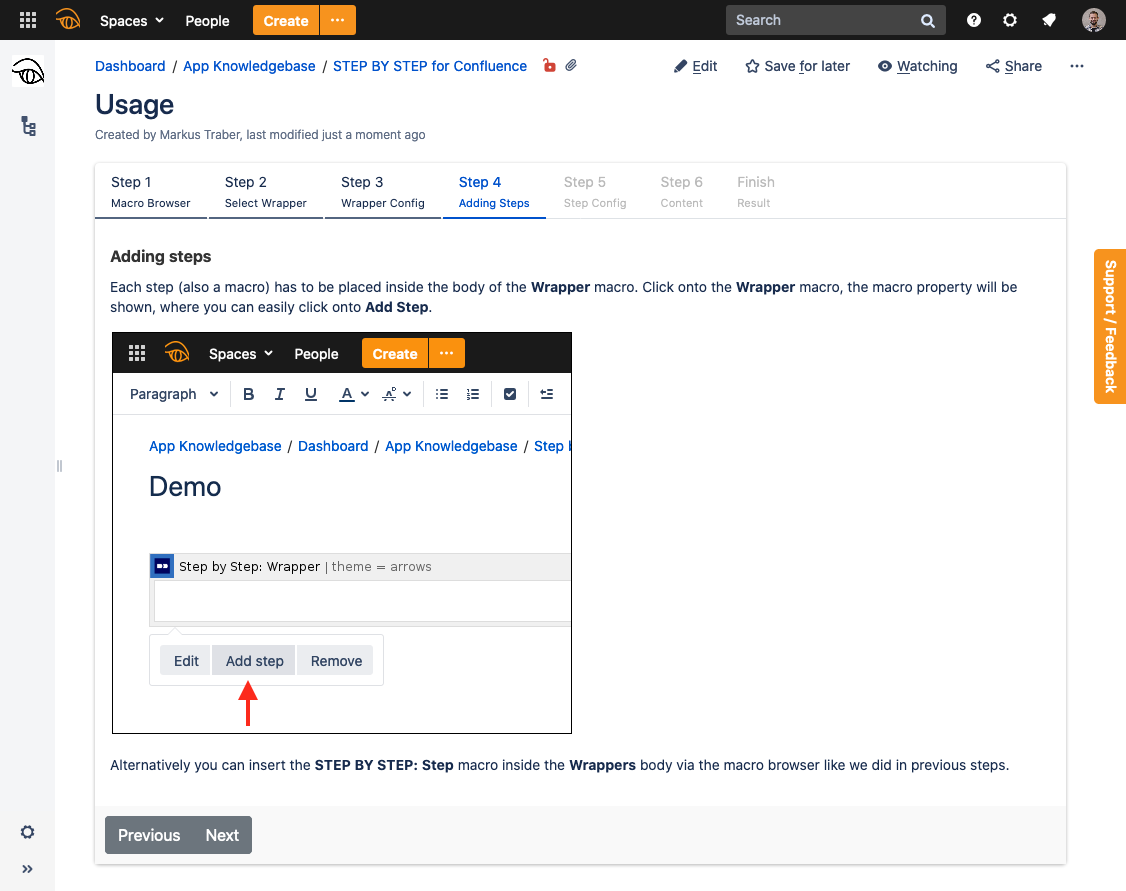 Spaces People Create ··· Search
Dashboard / App Knowledgebase / STEP BY STEP for Confluence
Edit Save for later Watching Share ···
Usage
Created by Markus Traber, last modified just a moment ago
Step 1 Step 2 Step 3 Step 4 Step 5 Step 6 Finish
Macro Browser Select Wrapper Wrapper Config Adding Steps Step Config Content Result
Adding steps
Each step (also a macro) has to be placed inside the body of the Wrapper macro. Click onto the Wrapper macro, the macro property will be
shown, where you can easily click onto Add Step.
Spaces People Create ···
Paragraph B I U A
App Knowledgebase / Dashboard / App Knowledgebase / Step
Demo
Step by Step: Wrapper | theme = arrows
Edit Add step Remove
Alternatively you can insert the STEP BY STEP: Step macro inside the Wrappers body via the macro browser like we did in previous steps.
Previous Next
Support / Feedback